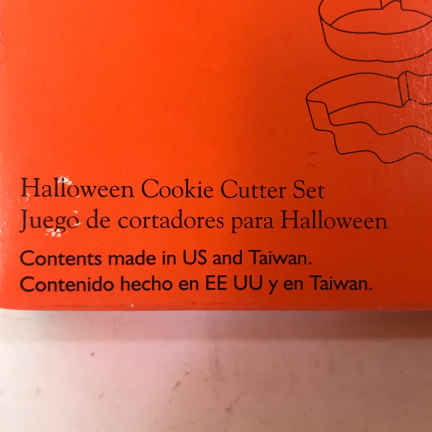 Halloween Cookie Cutter Set
Juego de cortadores para Halloween
Contents made in US and Taiwan.
Contenido hecho en EE UU y en Taiwan.